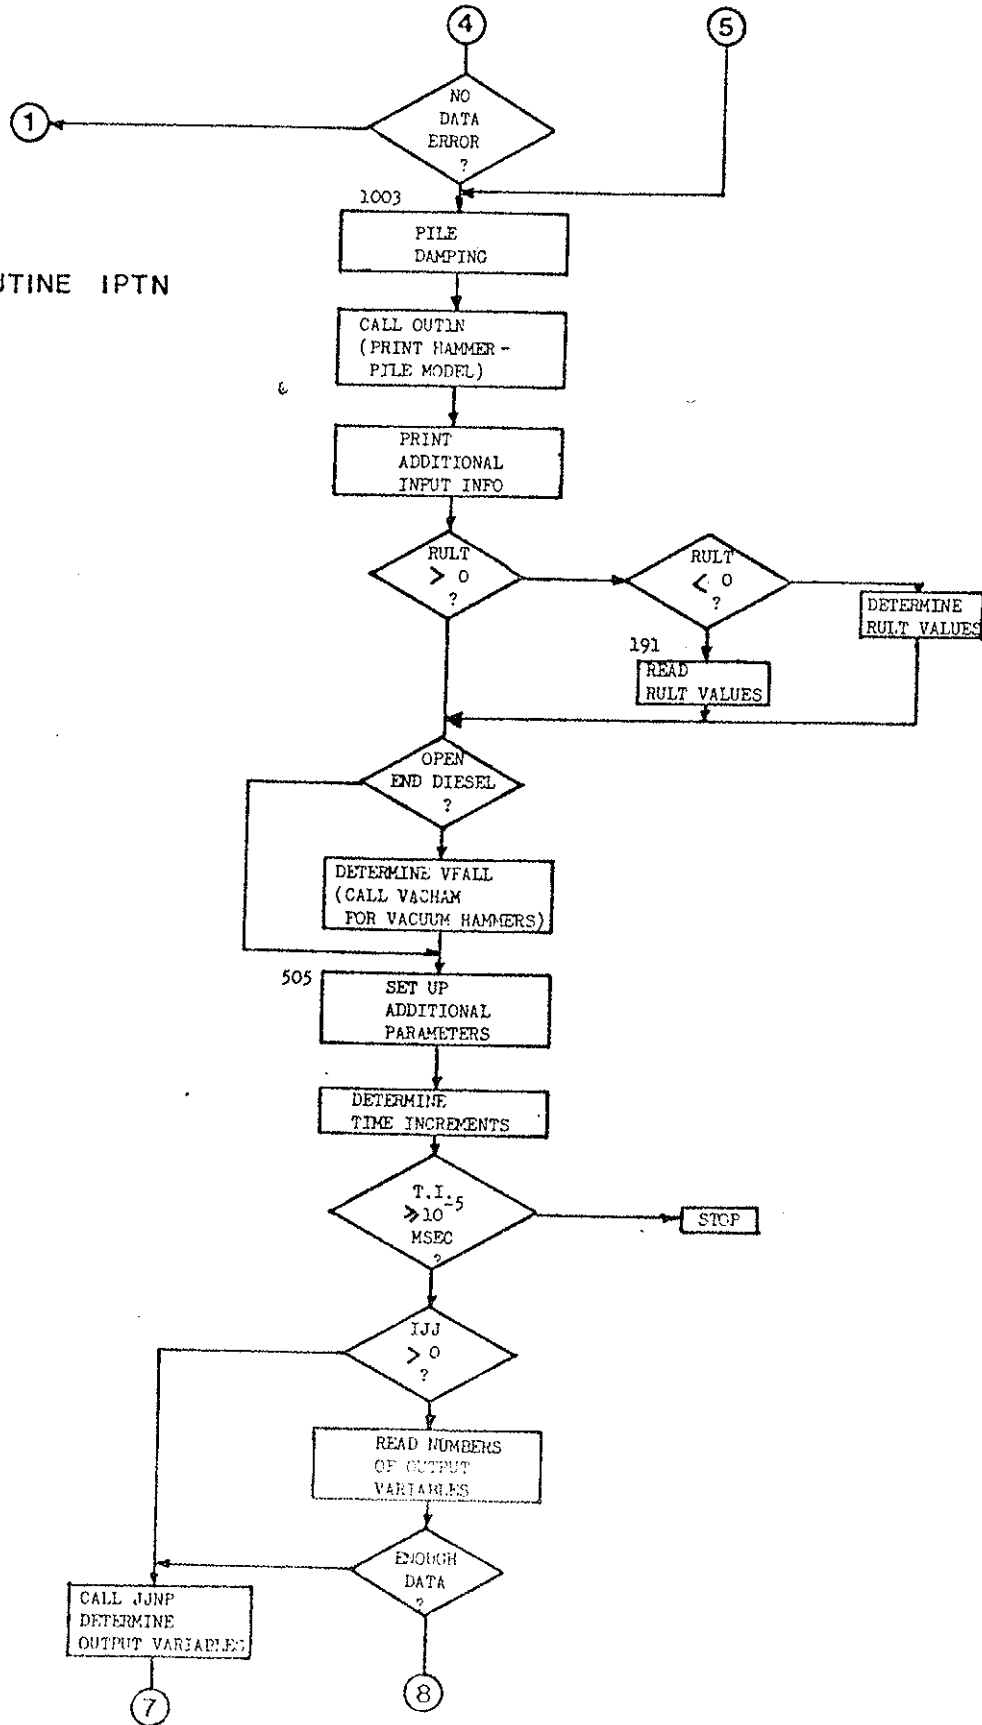 4
5
1
NO
DATA
ERROR
?
1003
PILE
DAMPING
UTINE IPTN
CALL OUTIN
(PRINT HAMMER-
PILE MODEL)
PRINT
ADDITIONAL
INPUT INFO
RULT
> 0
?
RULT
< 0
?
DETERMINE
RULT VALUES
191
READ
RULT VALUES
OPEN
END DIESEL
?
DETERMINE VFALL
(CALL VACHAM
FOR VACUUM HAMMERS)
505
SET UP
ADDITIONAL
PARAMETERS
DETERMINE
TIME INCREMENTS
T.I.
≥10-5
MSEC
?
STOP
IJJ
> 0
?
READ NUMBERS
OF OUTPUT
VARIABLES
ENOUGH
DATA
?
CALL JJNP
DETERMINE
OUTPUT VARIABLES
7
8